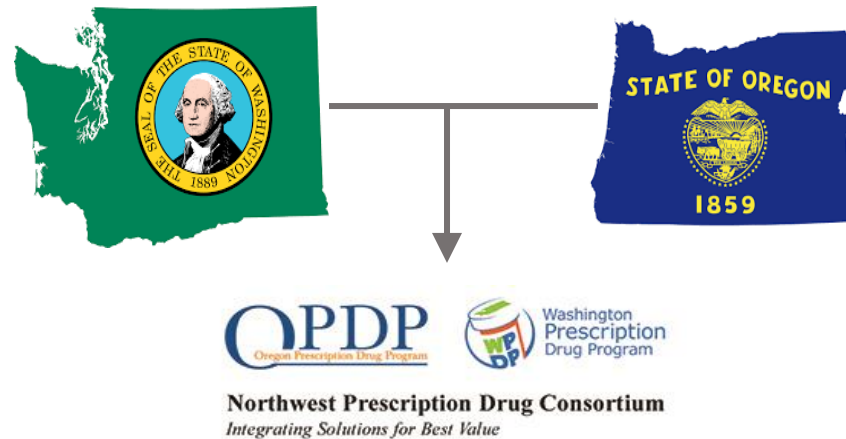 THE SEAL OF THE STATE OF WASHINGTON
1889
STATE OF OREGON
1859
OPDP
Oregon Prescription Drug Program
WPDP
Washington
Prescription
Drug Program
Northwest Prescription Drug Consortium
Integrating Solutions for Best Value